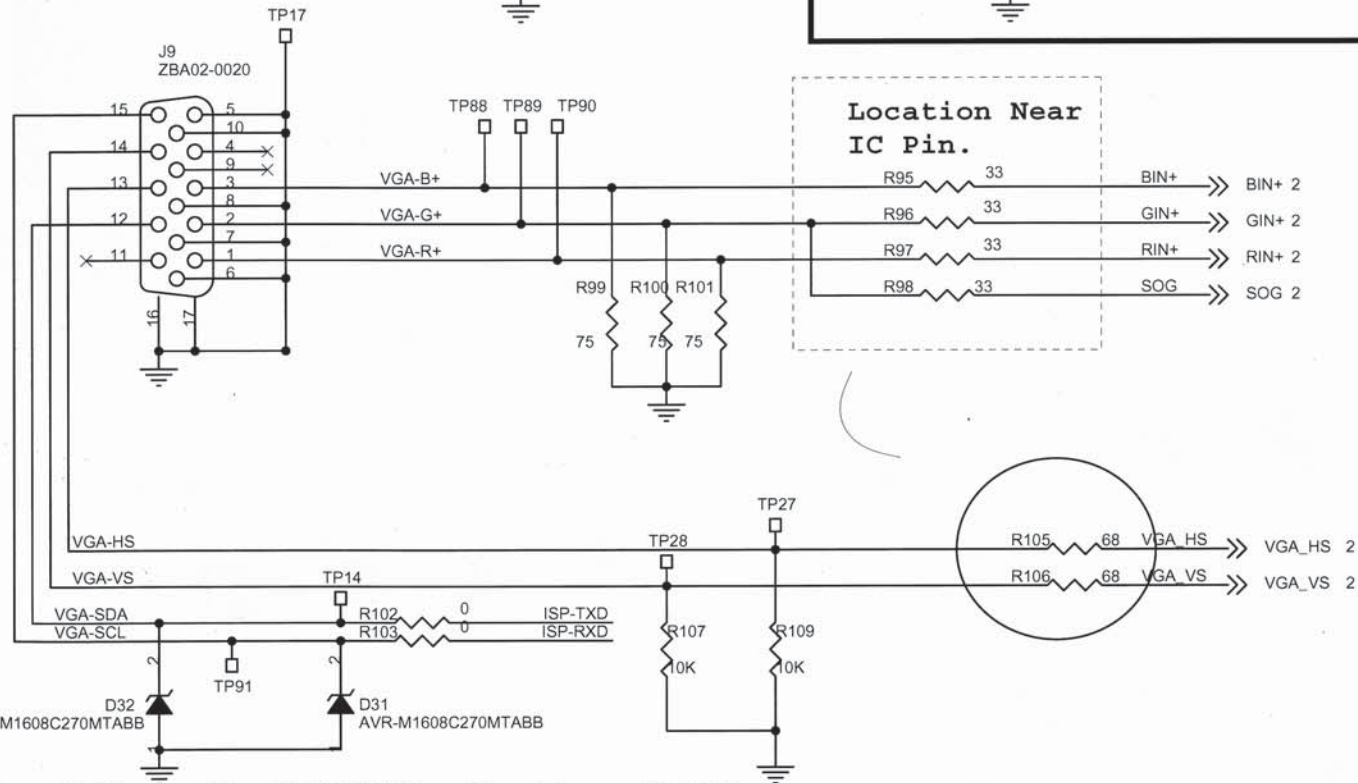 TP17
J9
ZBA02-0020
15
5
10
14
4
9
13
3
8
12
2
7
11
1
6
16
17
TP88 TP89 TP90
VGA-B+
VGA-G+
VGA-R+
R99 R100 R101
75 75 75
Location Near
IC Pin.
R95 33 BIN+ BIN+ 2
R96 33 GIN+ GIN+ 2
R97 33 RIN+ RIN+ 2
R98 33 SOG SOG 2
TP27
VGA-HS TP28 R105 68 VGA_HS VGA_HS 2
VGA-VS TP14 R106 68 VGA_VS VGA_VS 2
VGA-SDA R102 0 ISP-TXD
VGA-SCL R103 0 ISP-RXD
R107 R109
10K 10K
2 2
TP91
D32 D31
M1608C270MTABB AVR-M1608C270MTABB
1 1